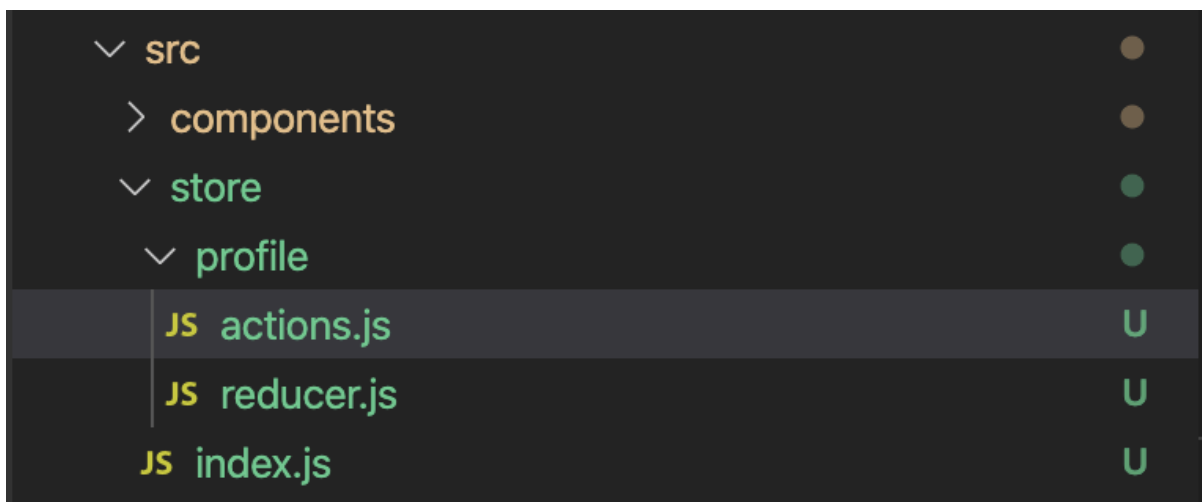 src
components
store
profile
JS actions.js U
JS reducer.js U
JS index.js U